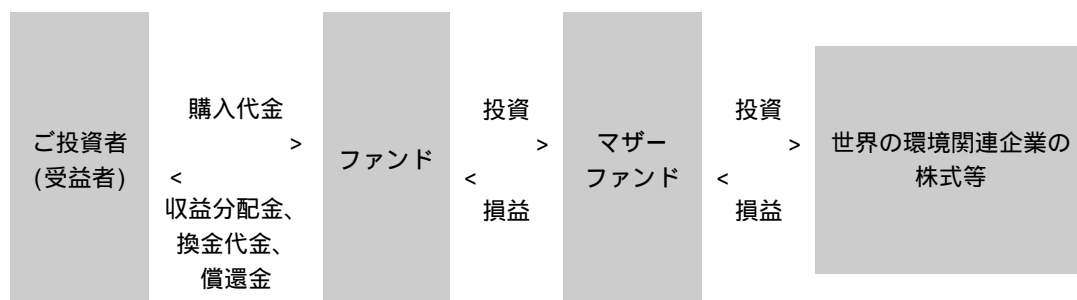 ご投資者
(受益者)
購入代金
>
<
収益分配金、
換金代金、
償還金
ファンド
投資
>
<
損益
マザー
ファンド
投資
>
<
損益
世界の環境関連企業の
株式等